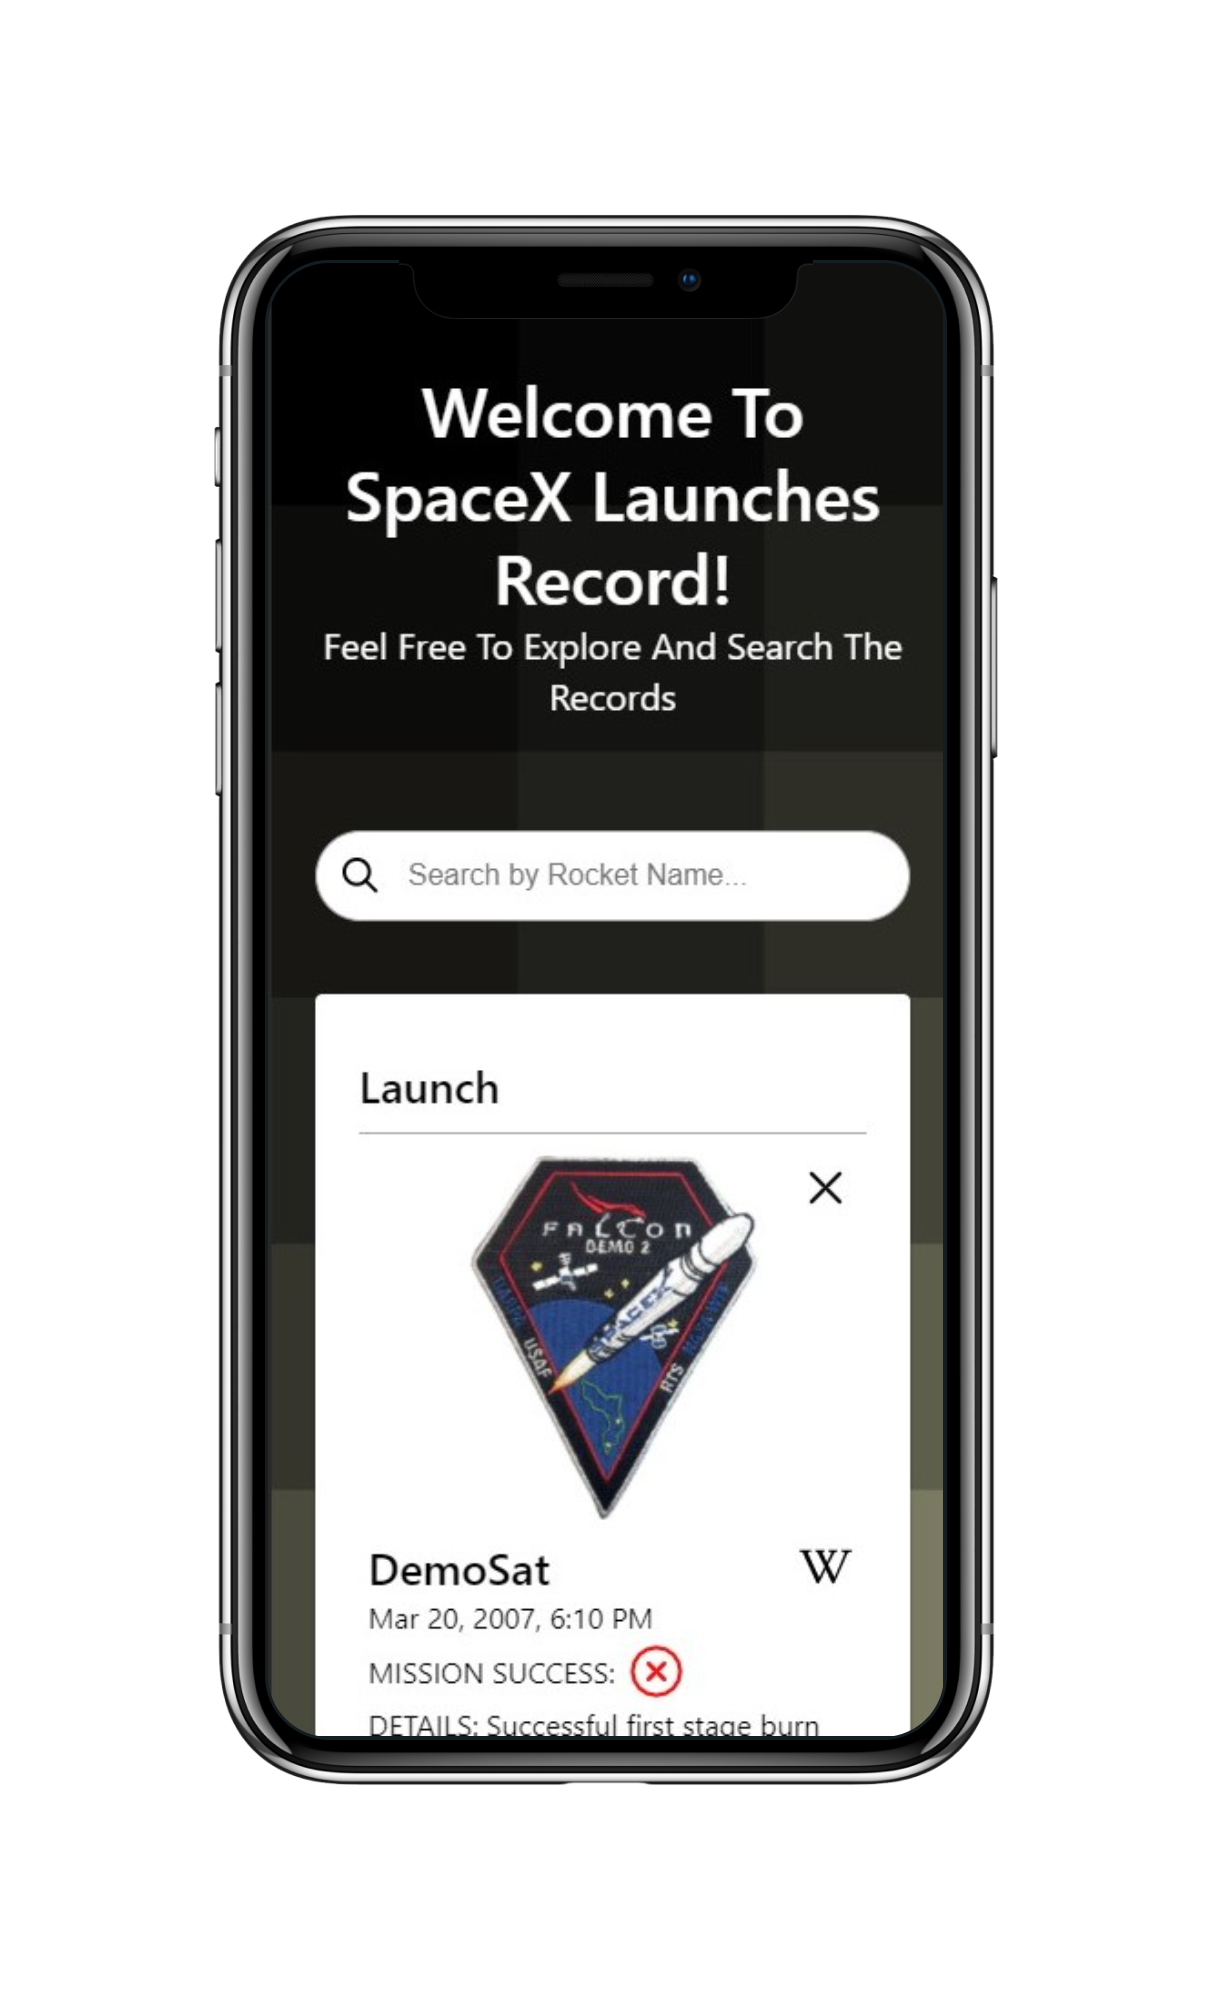 Welcome To
SpaceX Launches
Record!
Feel Free To Explore And Search The
Records
Search by Rocket Name...
Launch
FALCON
DEMO 2
SPACEX
USAF
RTS
DemoSat
W
Mar 20, 2007, 6:10 PM
MISSION SUCCESS:
DETAILS: Successful first stage burn